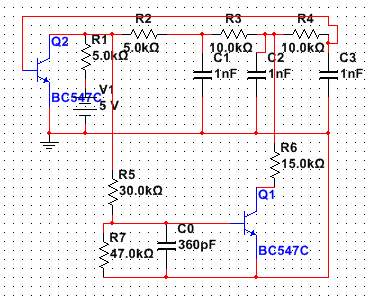 Q2
BC547C
R1
5.0kΩ
V1
5 V
R2
5.0kΩ
R3
10.0kΩ
R4
10.0kΩ
C1
1nF
C2
1nF
C3
1nF
R6
15.0kΩ
R5
30.0kΩ
Q1
BC547C
R7
47.0kΩ
C0
360pF